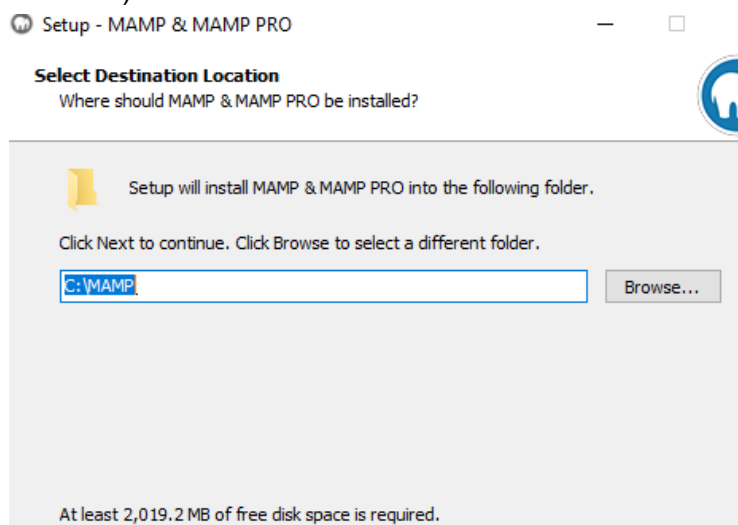 Setup - MAMP & MAMP PRO
Select Destination Location
Where should MAMP & MAMP PRO be installed?
Setup will install MAMP & MAMP PRO into the following folder.
Click Next to continue. Click Browse to select a different folder.
C:\MAMP
Browse...
At least 2,019.2 MB of free disk space is required.